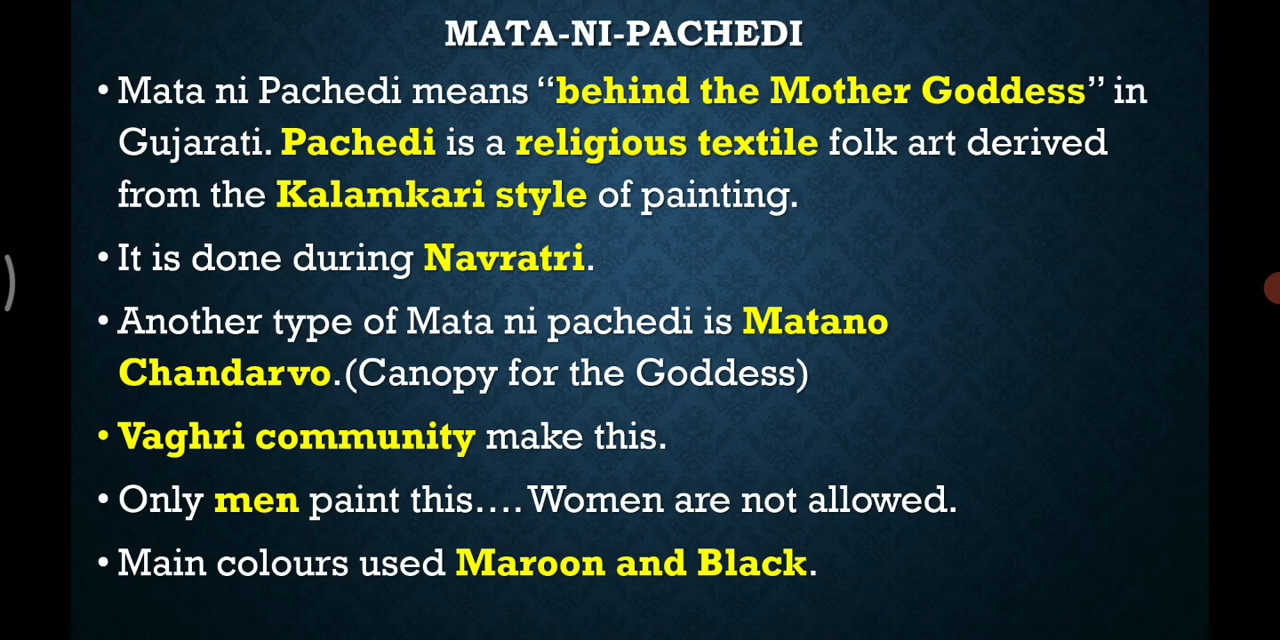 MATA-NI-PACHEDI
• Mata ni Pachedi means “behind the Mother Goddess” in
Gujarati. Pachedi is a religious textile folk art derived
from the Kalamkari style of painting.
• It is done during Navratri.
• Another type of Mata ni pachedi is Matano
Chandarvo.(Canopy for the Goddess)
• Vaghri community make this.
• Only men paint this…. Women are not allowed.
• Main colours used Maroon and Black.